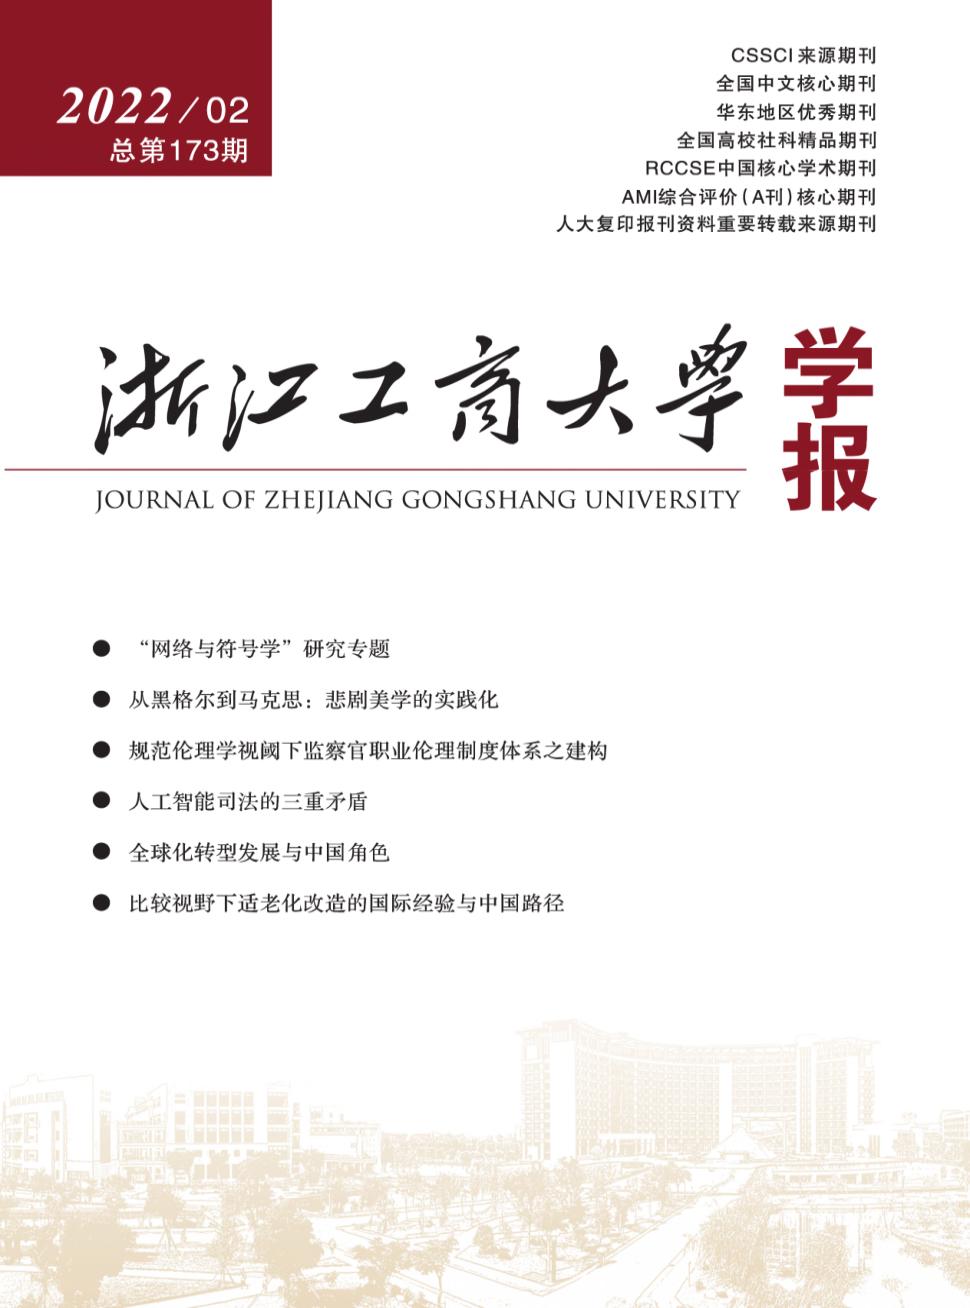 2022/02
总第173期
CSSCI来源期刊
全国中文核心期刊
华东地区优秀期刊
全国高校社科精品期刊
RCCSE中国核心学术期刊
AMI综合评价(A刊)核心期刊
人大复印报刊资料重要转载来源期刊
浙江工商大學
学报
JOURNAL OF ZHEJIANG GONGSHANG UNIVERSITY
● “网络与符号学”研究专题
● 从黑格尔到马克思：悲剧美学的实践化
● 规范伦理学视阈下监察官职业伦理制度体系之建构
● 人工智能司法的三重矛盾
● 全球化转型发展与中国角色
● 比较视野下适老化改造的国际经验与中国路径